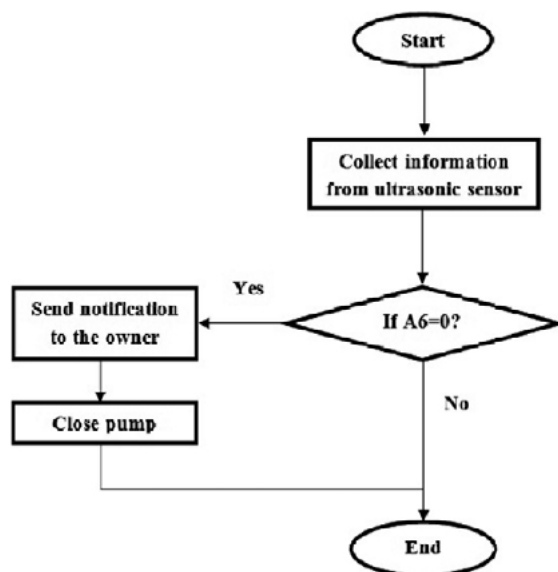 Start
Collect information
from ultrasonic sensor
If A6=0?
Yes
Send notification
to the owner
Close pump
No
End